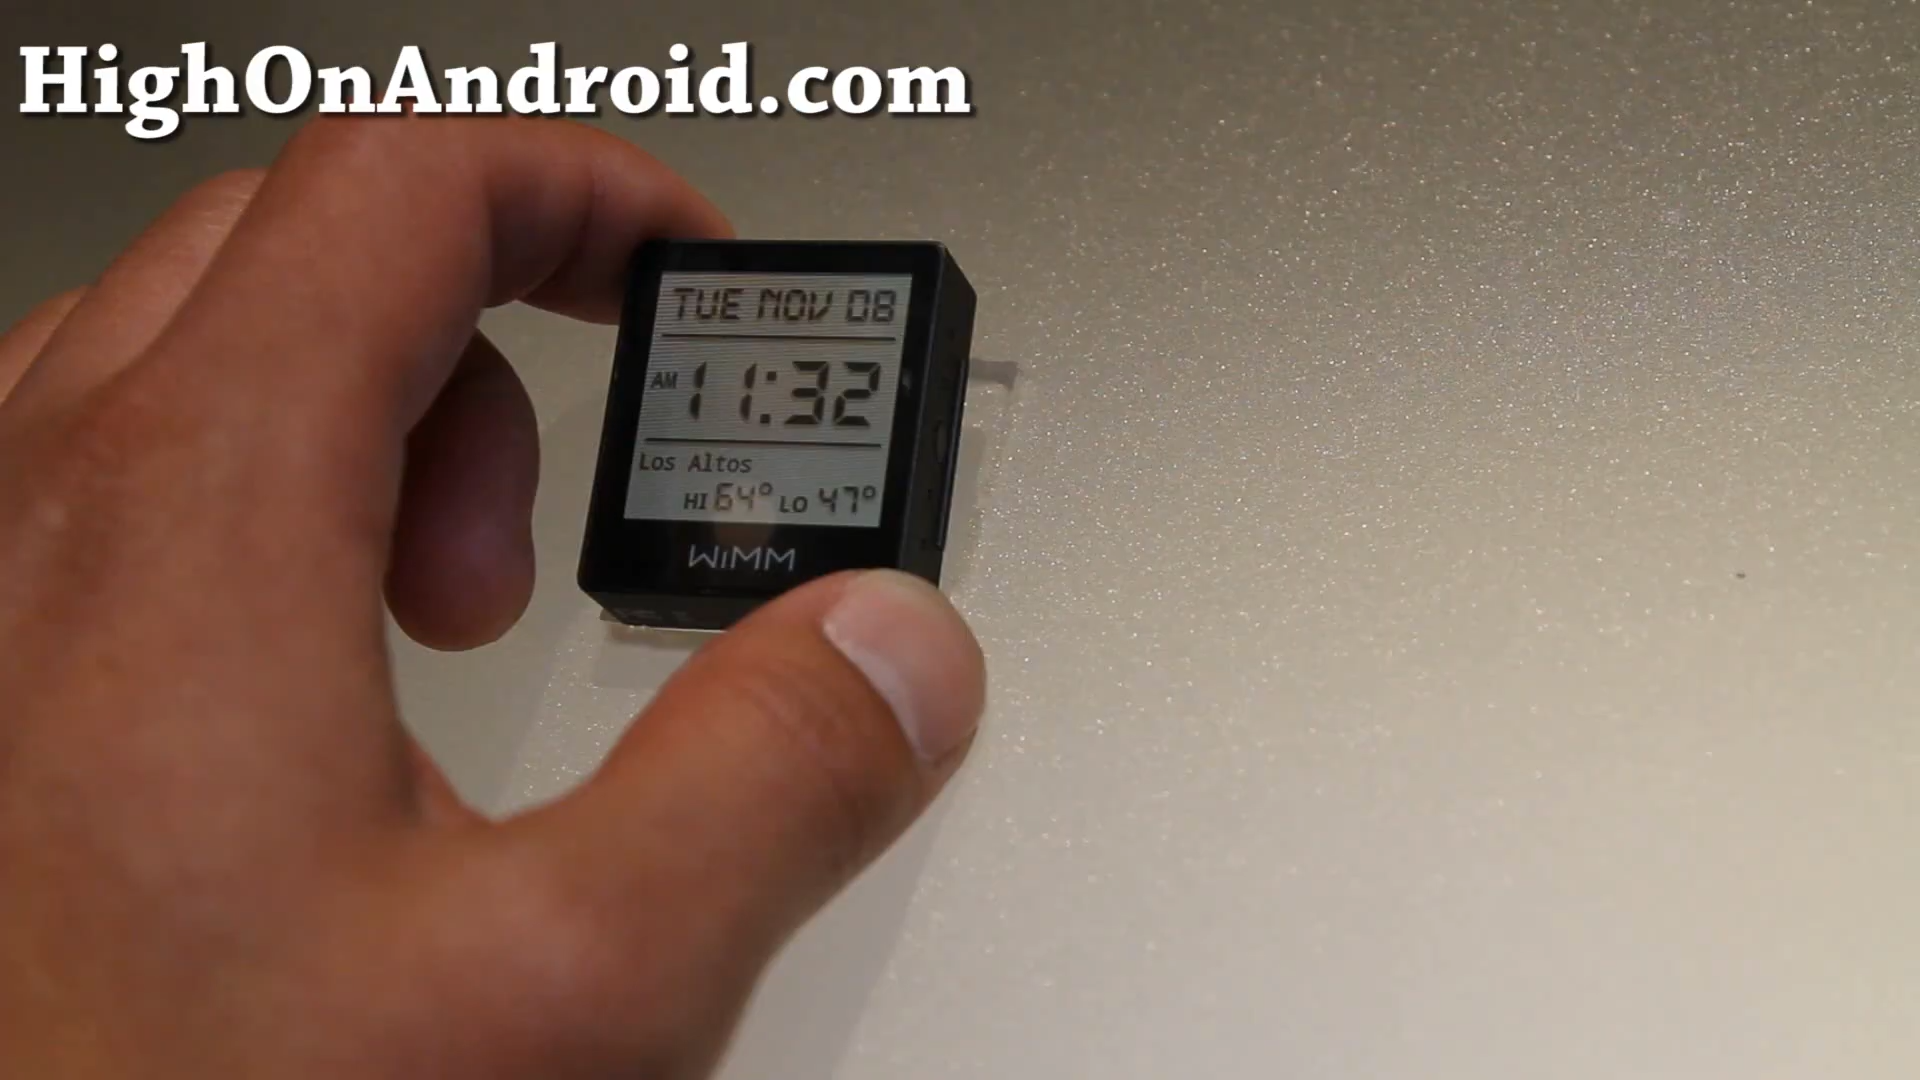 HighOnAndroid.com
TUE NOV 08
AM 11:32
Los Altos
HI 64° LO 47°
WIMM